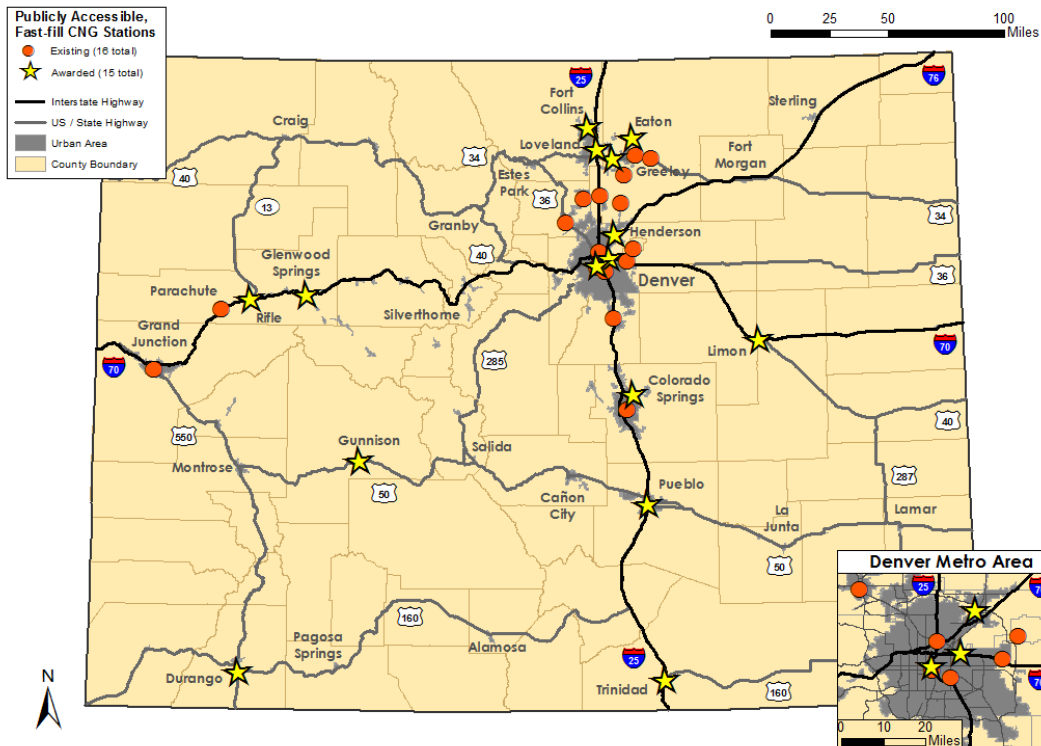 Publicly Accessible,
Fast-fill CNG Stations
Existing (16 total)
Awarded (15 total)
Interstate Highway
US / State Highway
Urban Area
County Boundary
0 25 50 100
Miles
25
76
Fort
Collins
Sterling
Eaton
Craig
Loveland
Fort
Morgan
34
Estes
Park
Greeley
40
36
13
34
Granby
Henderson
Glenwood
Springs
40
36
Denver
Parachute
Rifle
Silverthorne
Grand
Junction
Limon
70
70
285
Colorado
Springs
40
550
Gunnison
Salida
Montrose
50
287
Cañon
City
Pueblo
La
Junta
Lamar
50
Denver Metro Area
25
70
160
Pagosa
Springs
Alamosa
25
Durango
Trinidad
160
70
N
0 10 20
Miles